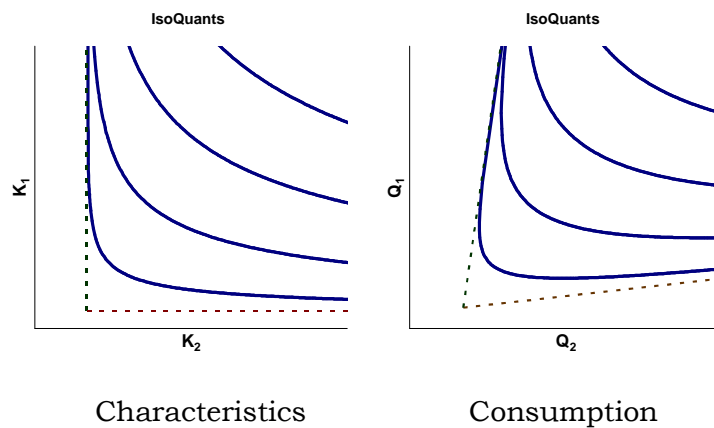 IsoQuants
K1
K2
Characteristics
IsoQuants
Q1
Q2
Consumption